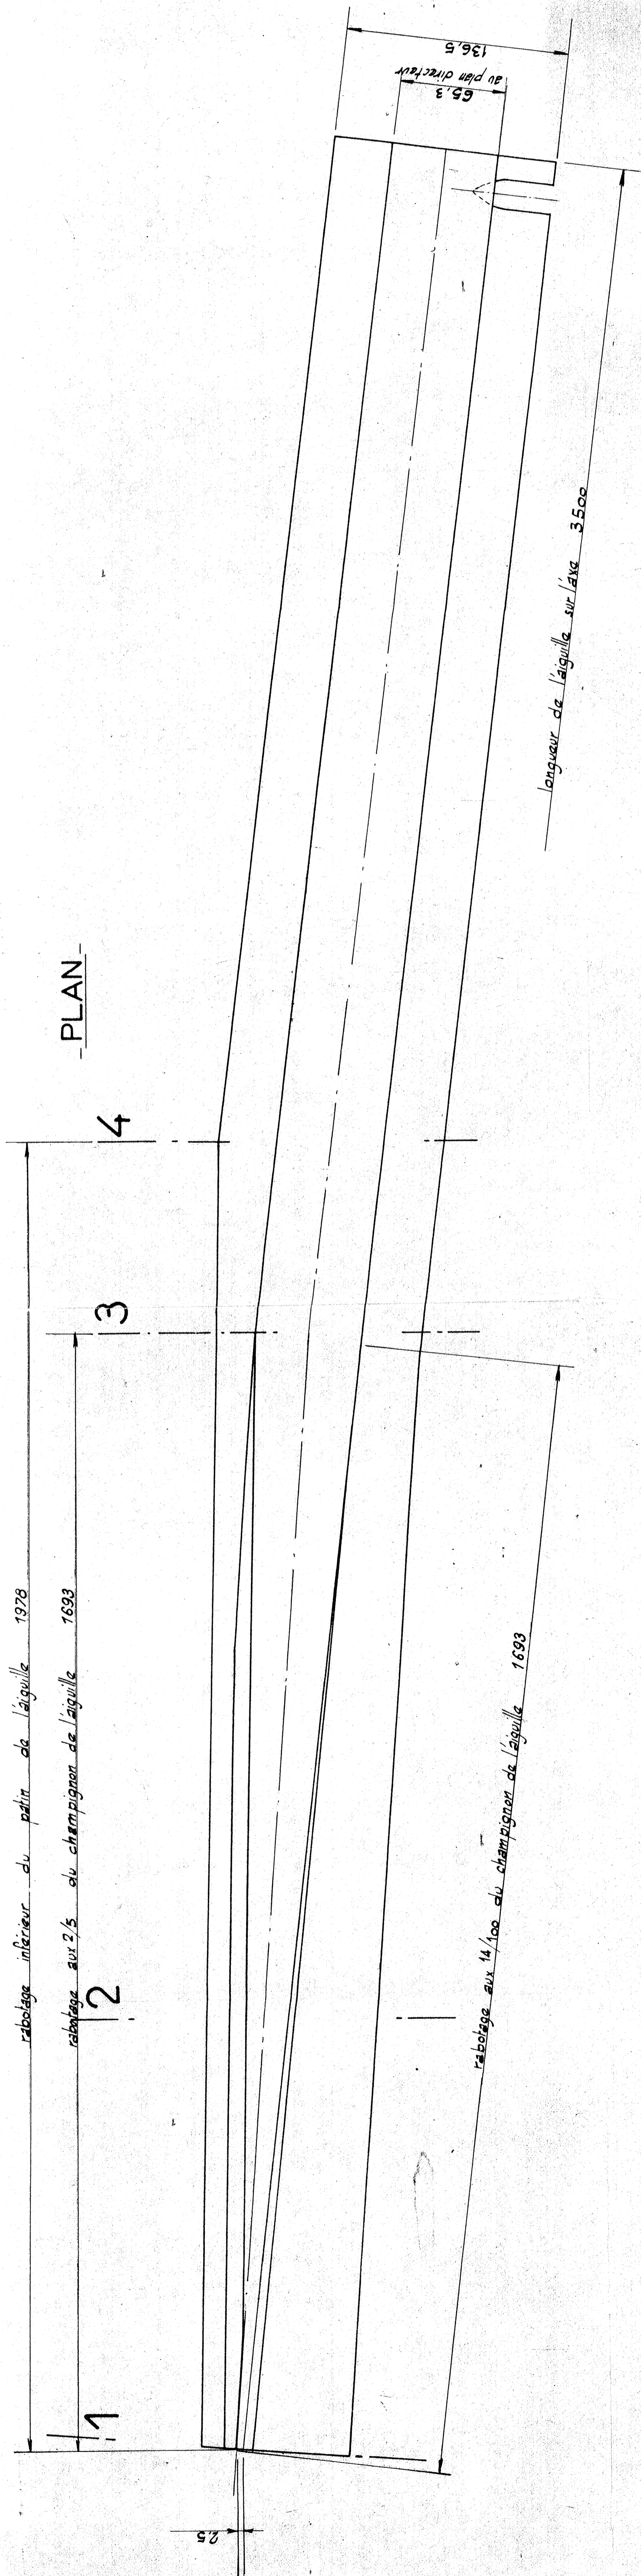 136,5
65,3
au plan directeur
longueur de l'aiguille sur l'axe 3500
- PLAN -
4
3
rabotage inférieur du patin de l'aiguille 1978
rabotage aux 2/5 du champignon de l'aiguille 1693
rabotage aux 14/100 du champignon de l'aiguille 1693
2
1
2,5